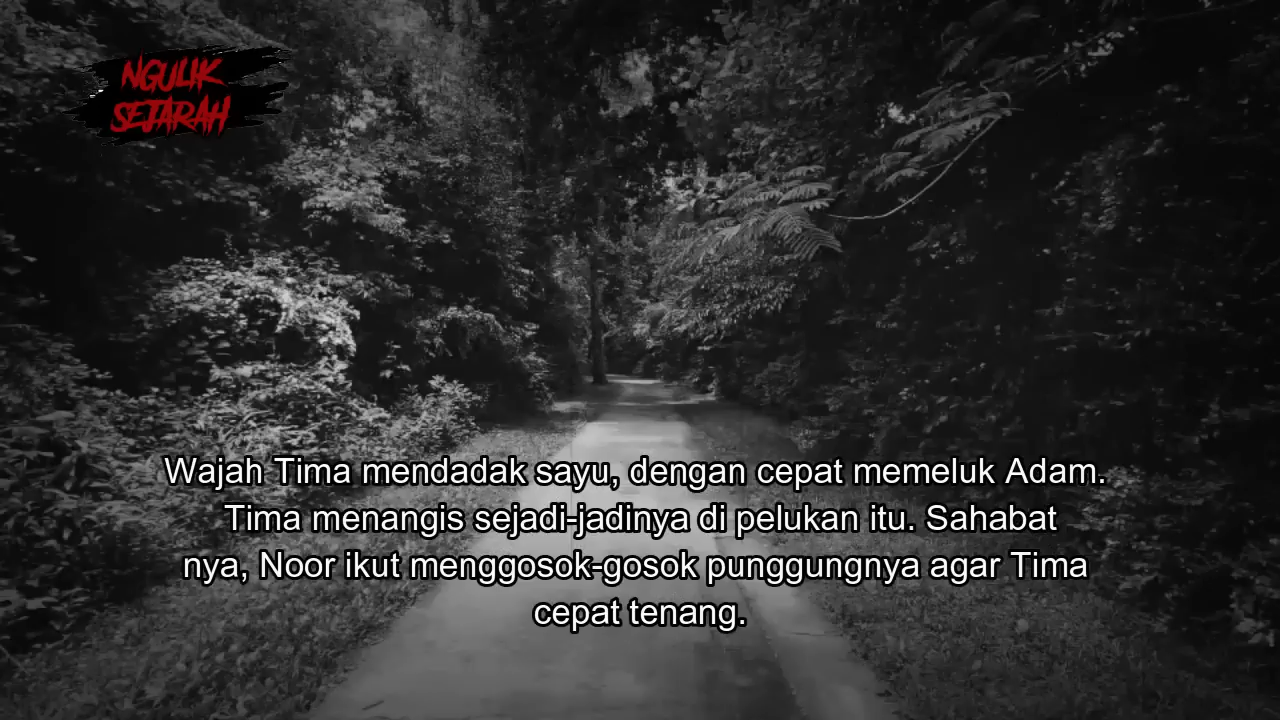 NGULIK
SEJARAH
Wajah Tima mendadak sayu, dengan cepat memeluk Adam.
Tima menangis sejadi-jadinya di pelukan itu. Sahabat
nya, Noor ikut menggosok-gosok punggungnya agar Tima
cepat tenang.